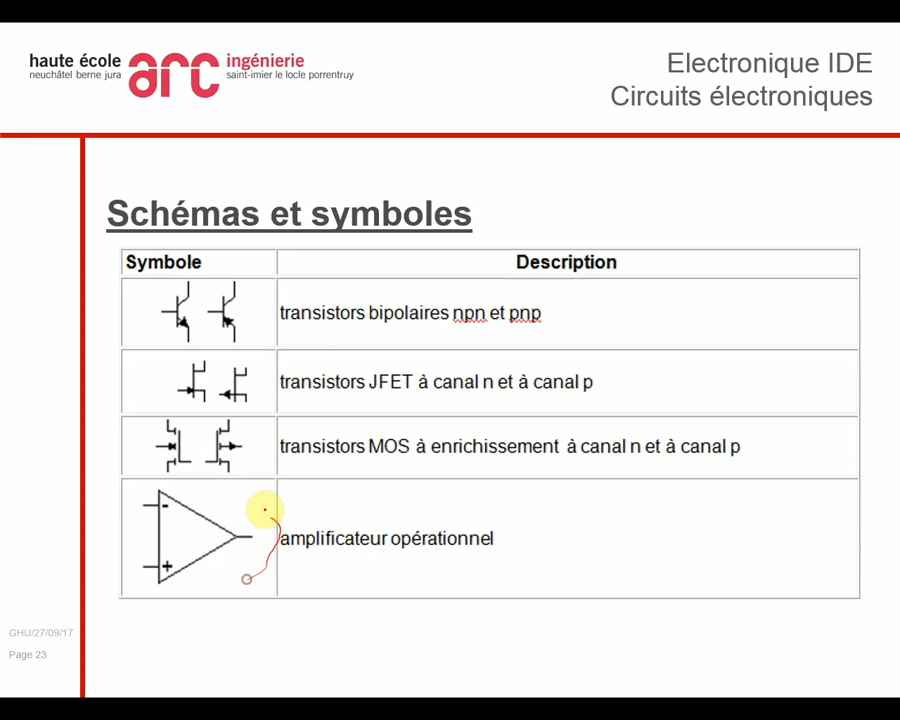 haute école
neuchâtel berne jura
arc
ingénierie
saint-imier le locle porrentruy
Electronique IDE
Circuits électroniques
Schémas et symboles
Symbole Description
transistors bipolaires npn et pnp
transistors JFET à canal n et à canal p
transistors MOS à enrichissement à canal n et à canal p
-
+
amplificateur opérationnel
GHU/27/09/17
Page 23